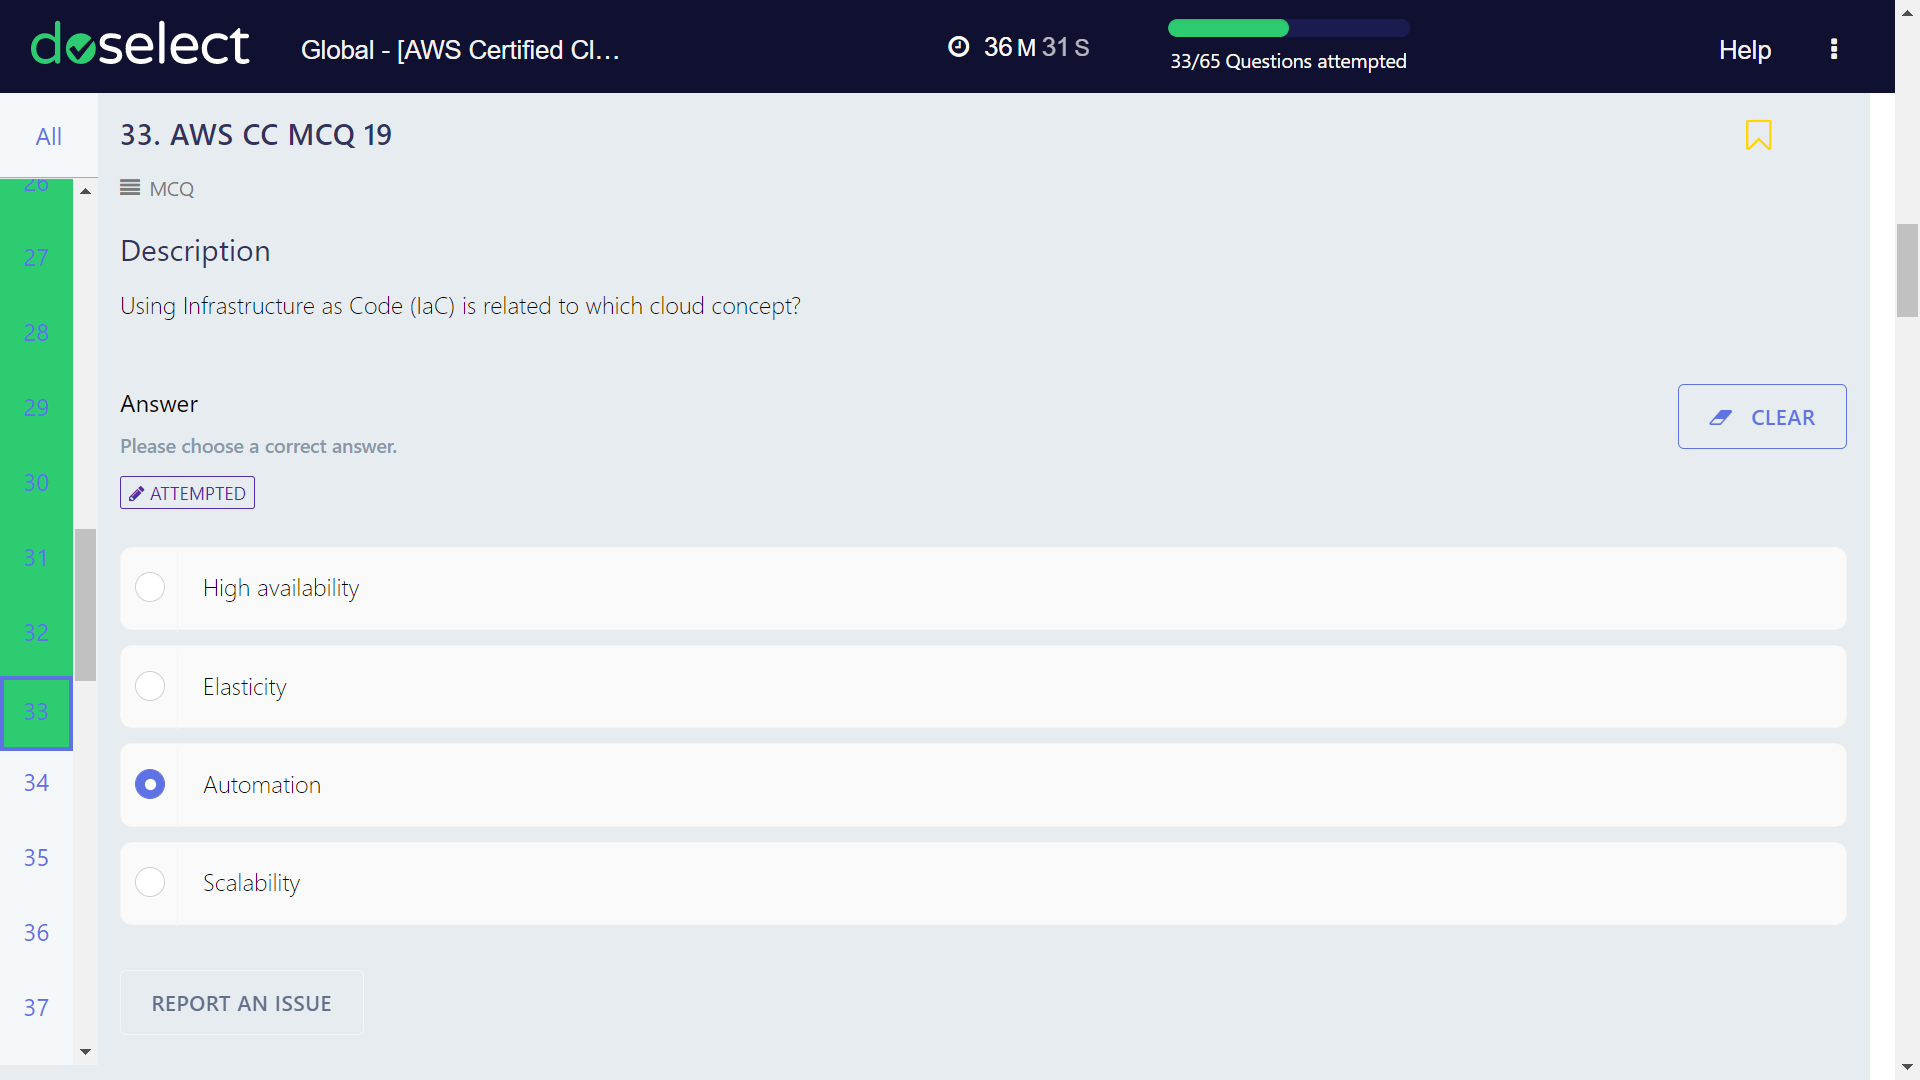 doselect
Global - [AWS Certified Cl...
36 M 31 S
33/65 Questions attempted
Help
All
26
27
28
29
30
31
32
33
34
35
36
37
33. AWS CC MCQ 19
MCQ
Description
Using Infrastructure as Code (IaC) is related to which cloud concept?
Answer
Please choose a correct answer.
CLEAR
ATTEMPTED
High availability
Elasticity
Automation
Scalability
REPORT AN ISSUE